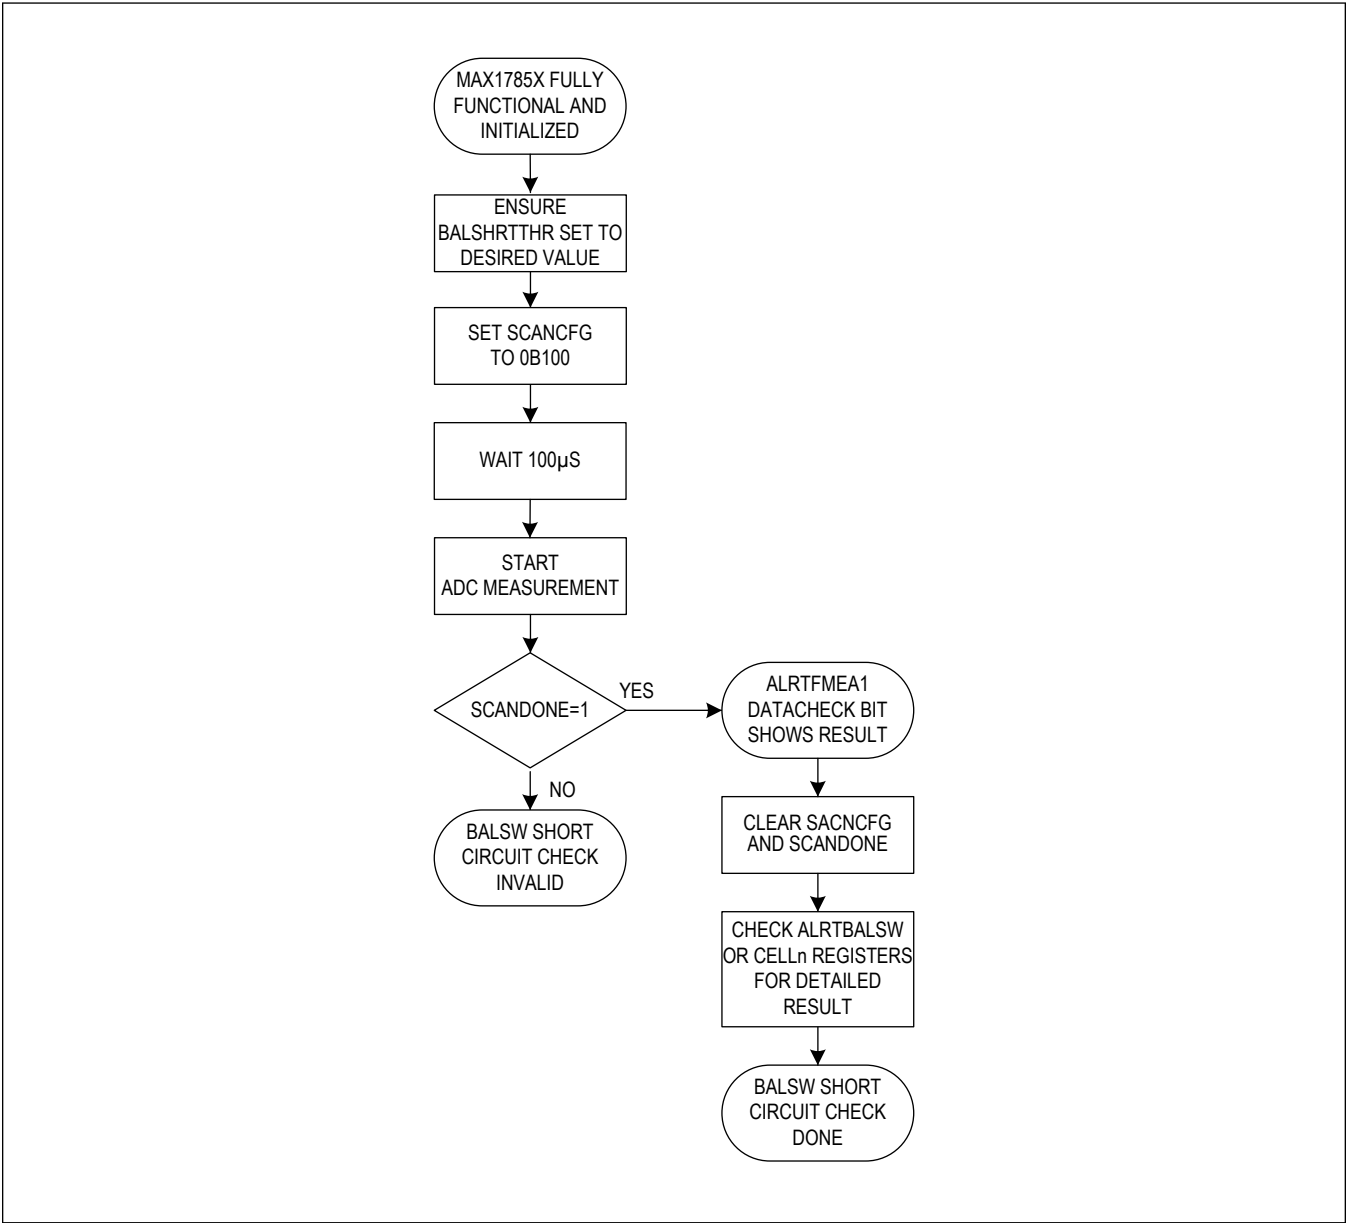 MAX1785X FULLY
FUNCTIONAL AND
INITIALIZED
ENSURE
BALSHRTTHR SET TO
DESIRED VALUE
SET SCANCFG
TO 0B100
WAIT 100µS
START
ADC MEASUREMENT
SCANDONE=1
YES
NO
BALSW SHORT
CIRCUIT CHECK
INVALID
ALRTFMEA1
DATACHECK BIT
SHOWS RESULT
CLEAR SACNCFG
AND SCANDONE
CHECK ALRTBALSW
OR CELLn REGISTERS
FOR DETAILED
RESULT
BALSW SHORT
CIRCUIT CHECK
DONE